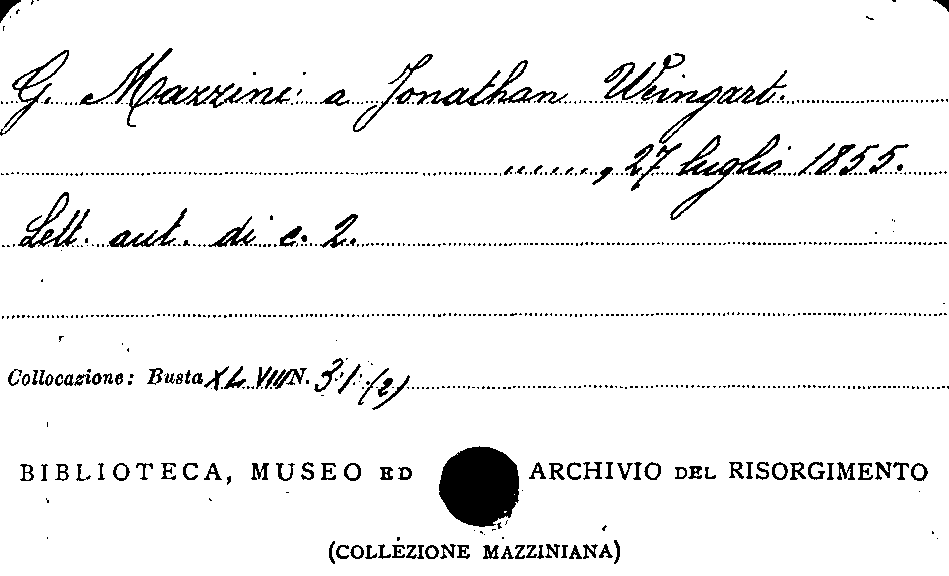 G. Mazzini a Jonathan Weingart.
......, 27 luglio 1855.
Lett. aut. di c. 2.
Collocazione: Busta XLVIII N. 31 (2)
BIBLIOTECA, MUSEO ED ARCHIVIO DEL RISORGIMENTO
(COLLEZIONE MAZZINIANA)